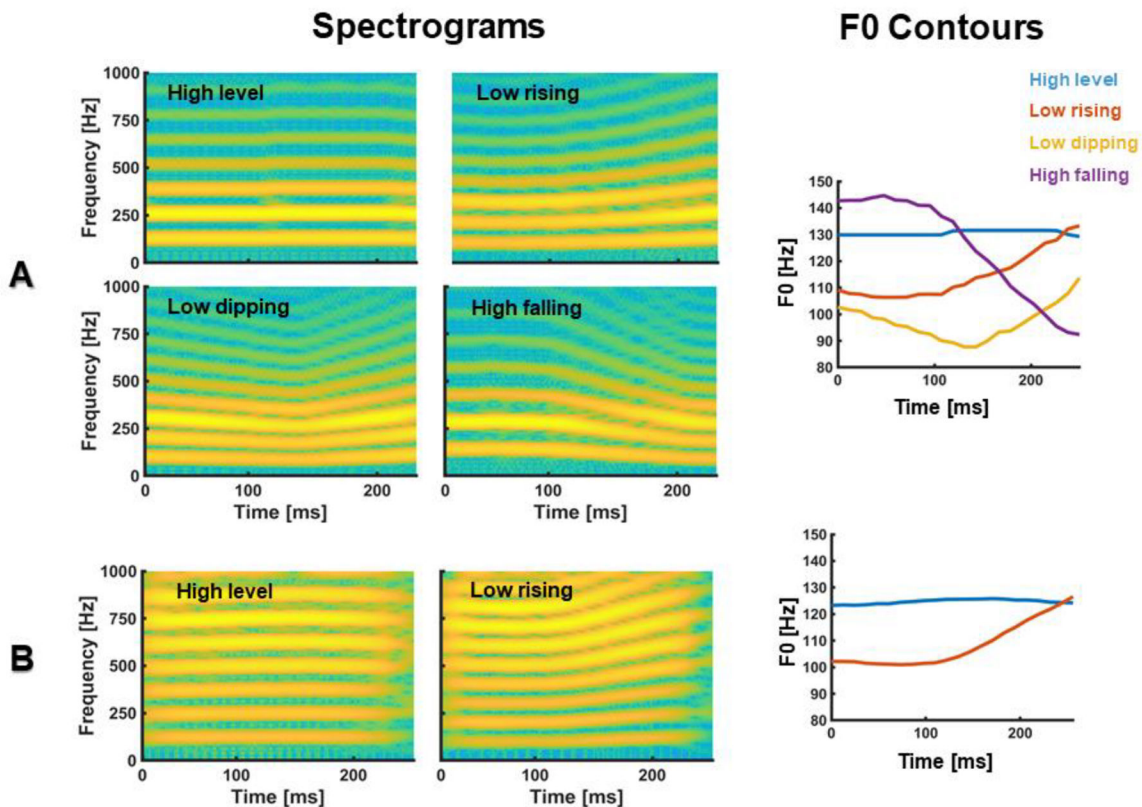 Spectrograms
F0 Contours
A
High level
Low rising
Frequency [Hz]
1000
750
500
250
0
Low dipping
High falling
Frequency [Hz]
1000
750
500
250
0
0 100 200
Time [ms]
0 100 200
Time [ms]
High level
Low rising
Low dipping
High falling
F0 [Hz]
150
140
130
120
110
100
90
80
0 100 200
Time [ms]
B
High level
Low rising
Frequency [Hz]
1000
750
500
250
0
0 100 200
Time [ms]
0 100 200
Time [ms]
F0 [Hz]
150
140
130
120
110
100
90
80
0 100 200
Time [ms]